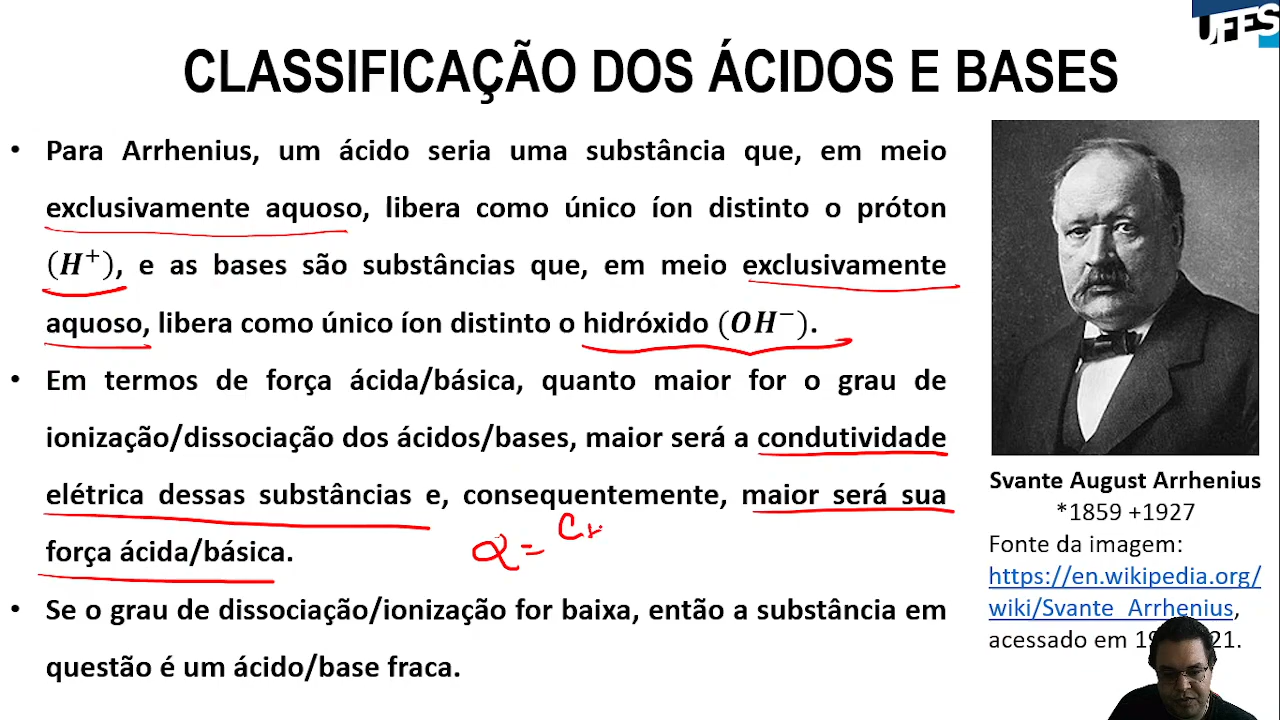 UFES
CLASSIFICAÇÃO DOS ÁCIDOS E BASES
• Para Arrhenius, um ácido seria uma substância que, em meio
exclusivamente aquoso, libera como único íon distinto o próton
(H⁺), e as bases são substâncias que, em meio exclusivamente
aquoso, libera como único íon distinto o hidróxido (OH⁻).
• Em termos de força ácida/básica, quanto maior for o grau de
ionização/dissociação dos ácidos/bases, maior será a condutividade
elétrica dessas substâncias e, consequentemente, maior será sua
força ácida/básica.
α =
• Se o grau de dissociação/ionização for baixa, então a substância em
questão é um ácido/base fraca.
Svante August Arrhenius
*1859 +1927
Fonte da imagem:
https://en.wikipedia.org/
wiki/Svante_Arrhenius,
acessado em